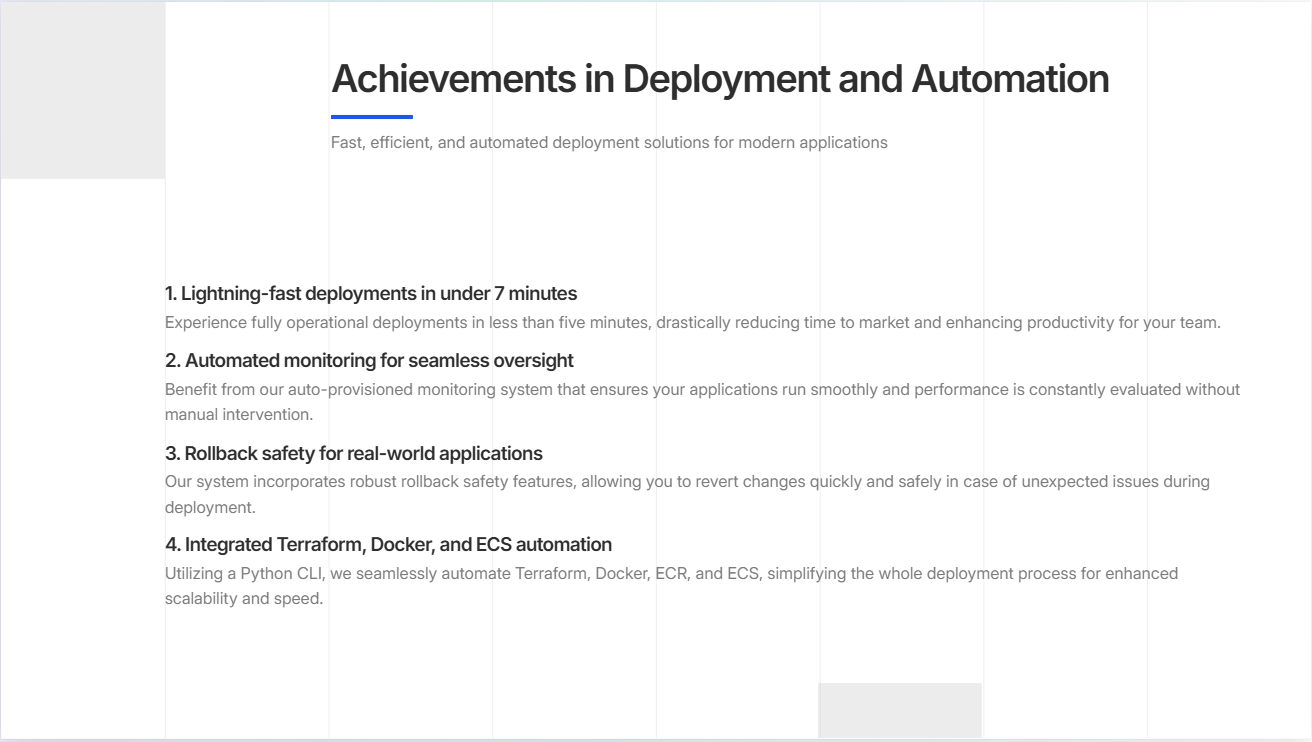 Achievements in Deployment and Automation
Fast, efficient, and automated deployment solutions for modern applications
1. Lightning-fast deployments in under 7 minutes
Experience fully operational deployments in less than five minutes, drastically reducing time to market and enhancing productivity for your team.
2. Automated monitoring for seamless oversight
Benefit from our auto-provisioned monitoring system that ensures your applications run smoothly and performance is constantly evaluated without
manual intervention.
3. Rollback safety for real-world applications
Our system incorporates robust rollback safety features, allowing you to revert changes quickly and safely in case of unexpected issues during
deployment.
4. Integrated Terraform, Docker, and ECS automation
Utilizing a Python CLI, we seamlessly automate Terraform, Docker, ECR, and ECS, simplifying the whole deployment process for enhanced
scalability and speed.